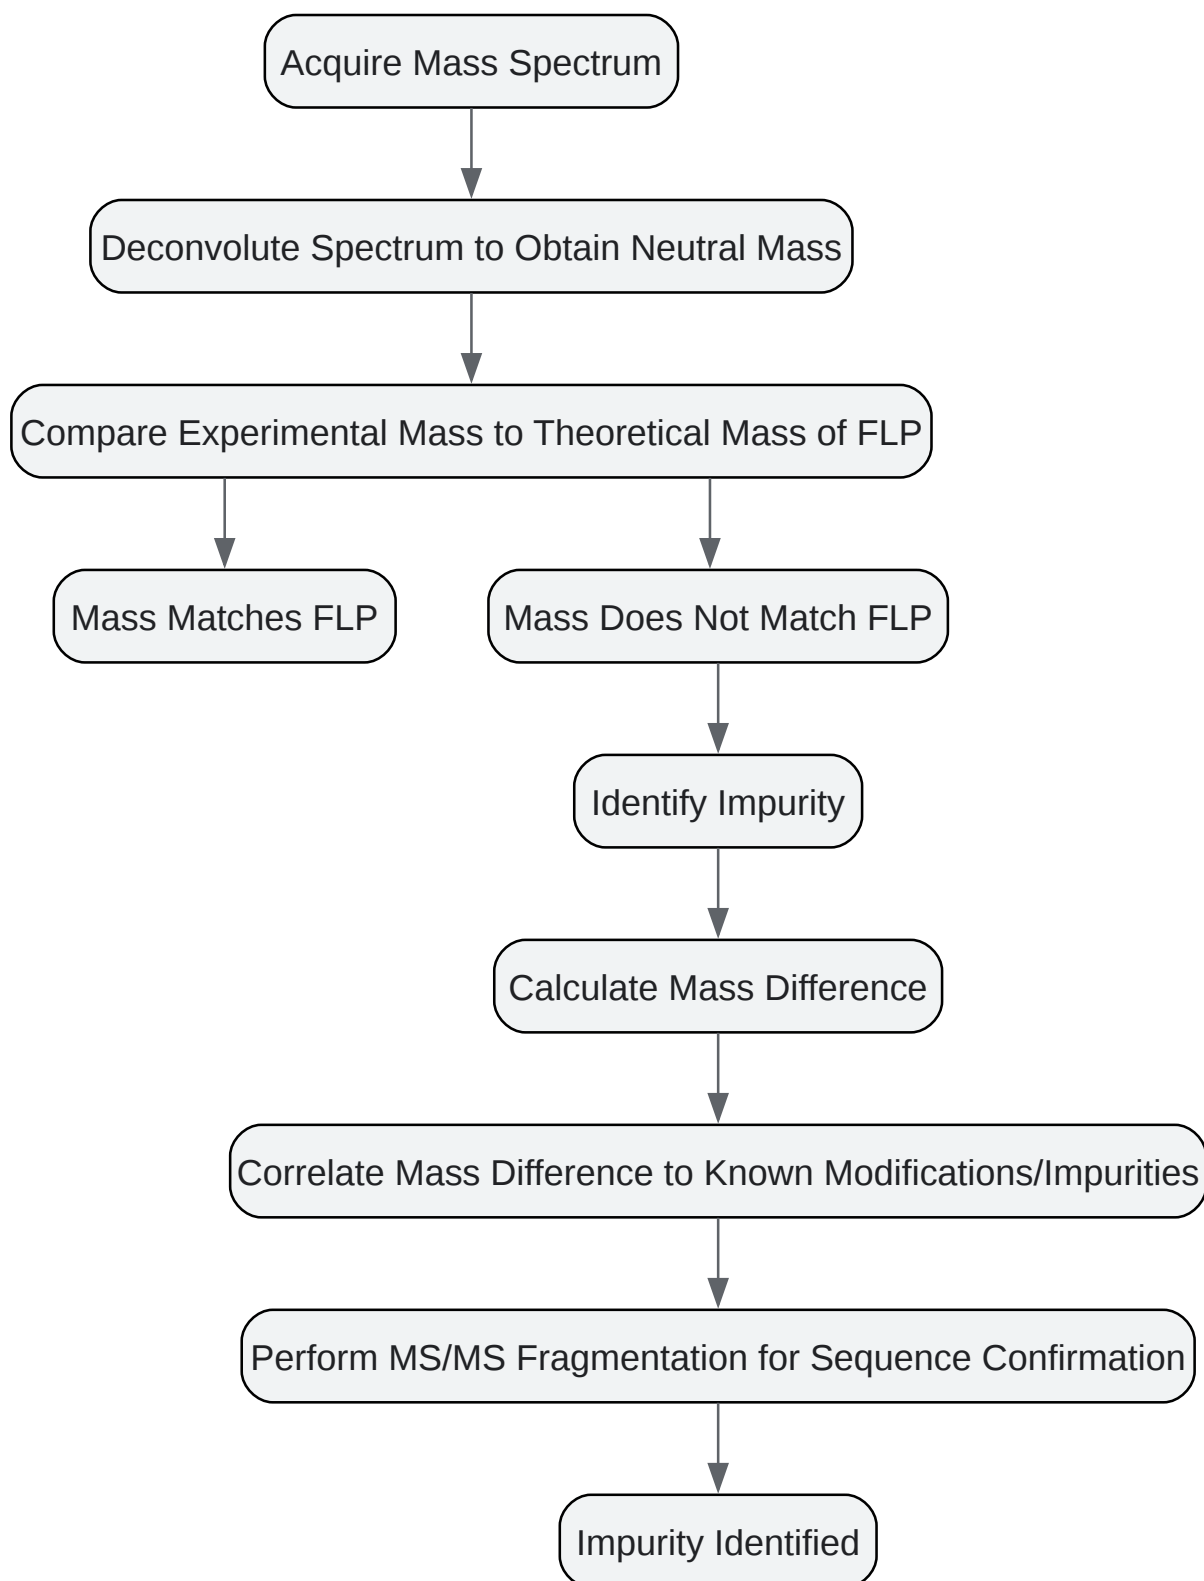 Acquire Mass Spectrum
Deconvolute Spectrum to Obtain Neutral Mass
Compare Experimental Mass to Theoretical Mass of FLP
Mass Matches FLP
Mass Does Not Match FLP
Identify Impurity
Calculate Mass Difference
Correlate Mass Difference to Known Modifications/Impurities
Perform MS/MS Fragmentation for Sequence Confirmation
Impurity Identified